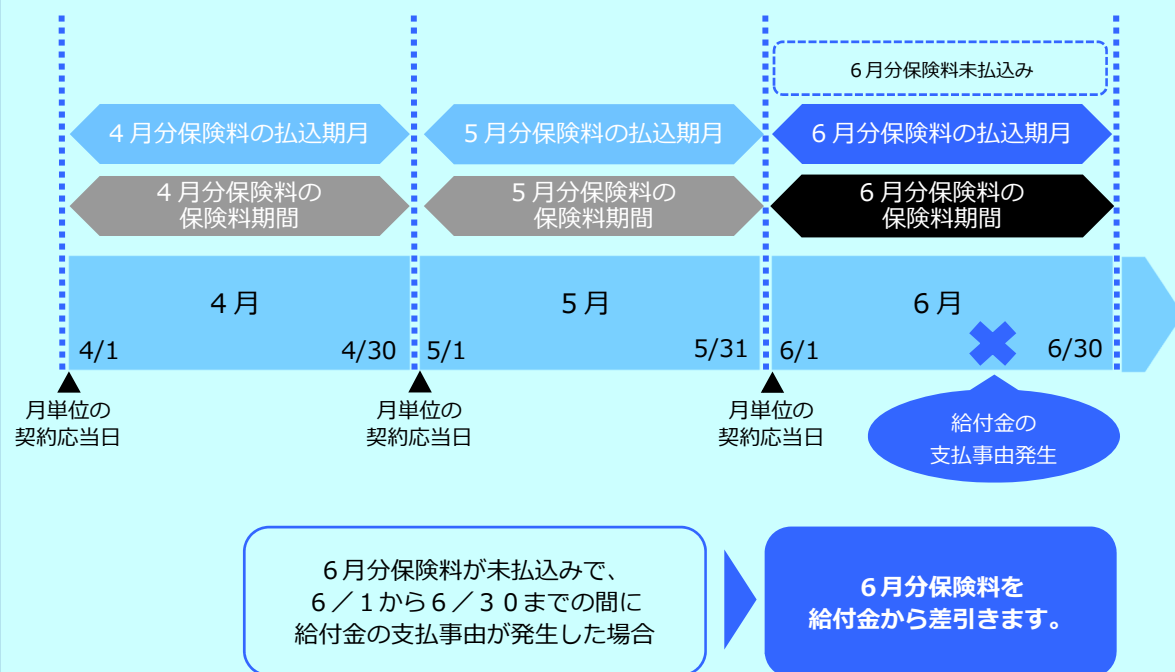 ６月分保険料未払込み
４月分保険料の払込期月
５月分保険料の払込期月
６月分保険料の払込期月
４月分保険料の
保険料期間
５月分保険料の
保険料期間
６月分保険料の
保険料期間
４月
５月
６月
4/1
4/30
5/1
5/31
6/1
6/30
月単位の
契約応当日
月単位の
契約応当日
月単位の
契約応当日
給付金の
支払事由発生
６月分保険料が未払込みで、
６／１から６／３０までの間に
給付金の支払事由が発生した場合
６月分保険料を
給付金から差引きます。